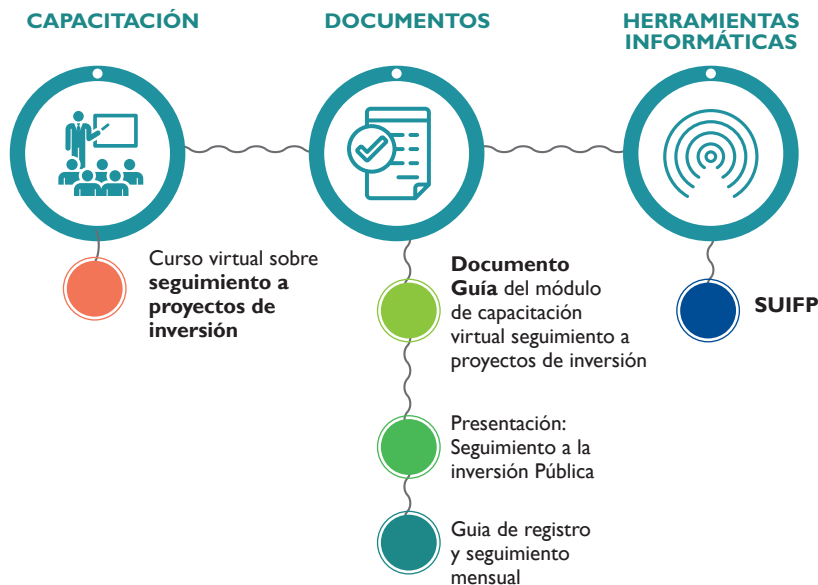 CAPACITACIÓN
DOCUMENTOS
HERRAMIENTAS
INFORMÁTICAS
Curso virtual sobre
seguimiento a
proyectos de
inversión
Documento
Guía del módulo
de capacitación
virtual seguimiento a
proyectos de inversión
SUIFP
Presentación:
Seguimiento a la
inversión Pública
Guia de registro
y seguimiento
mensual